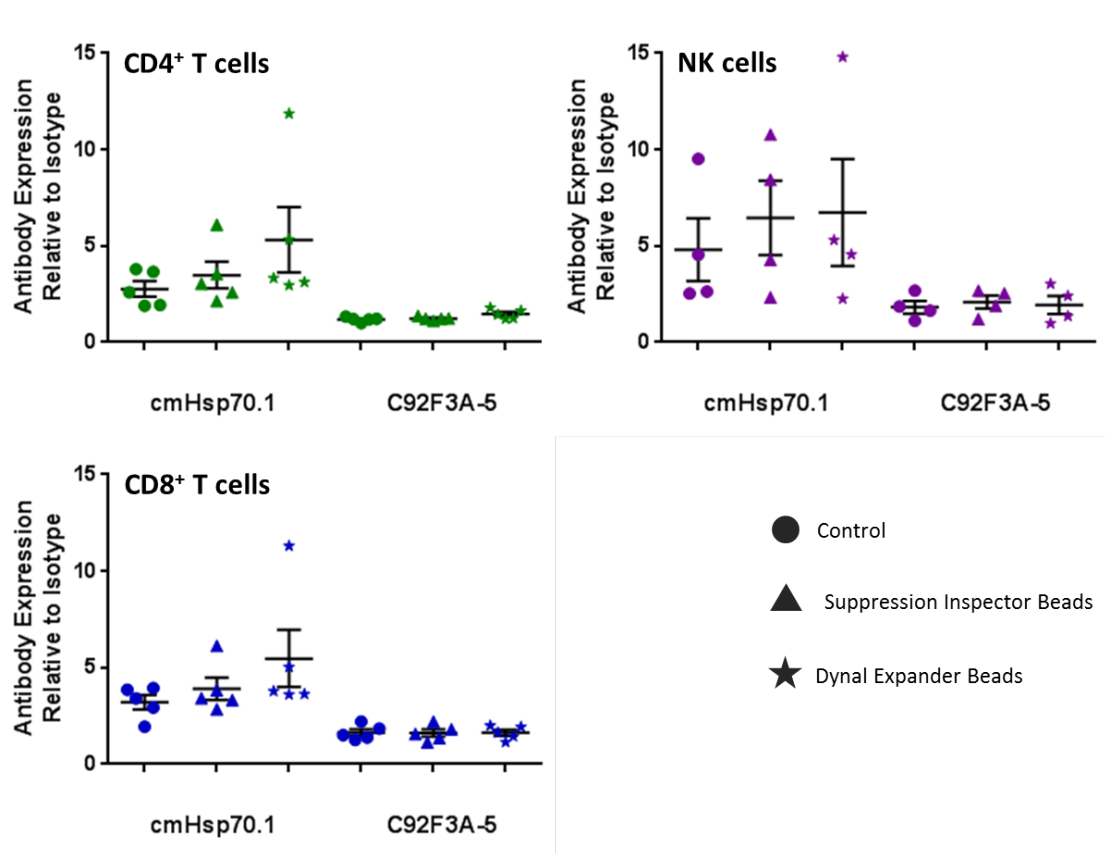 CD4+ T cells
Antibody Expression
Relative to Isotype
15
10
5
0
cmHsp70.1 C92F3A-5
NK cells
Antibody Expression
Relative to Isotype
15
10
5
0
cmHsp70.1 C92F3A-5
CD8+ T cells
Antibody Expression
Relative to Isotype
15
10
5
0
cmHsp70.1 C92F3A-5
Control
Suppression Inspector Beads
Dynal Expander Beads